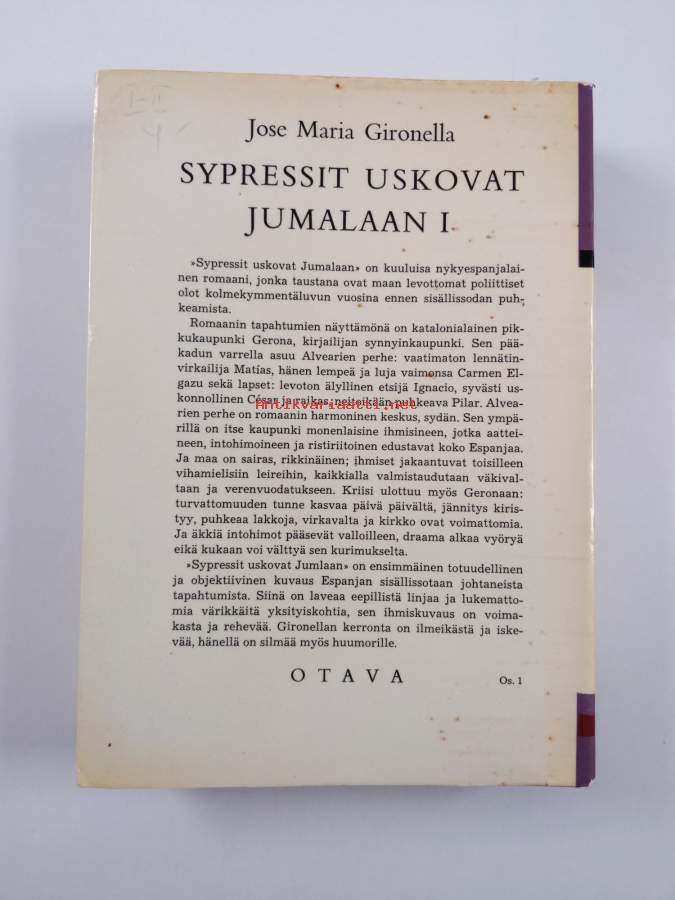 I-II
Jose Maria Gironella
SYPRESSIT USKOVAT
JUMALAAN I
»Sypressit uskovat Jumalaan» on kuuluisa nykyespanjalai-
nen romaani, jonka taustana ovat maan levottomat poliittiset
olot kolmekymmentäluvun vuosina ennen sisällissodan puh-
keamista.
Romaanin tapahtumien näyttämönä on katalonialainen pik-
kukaupunki Gerona, kirjailijan synnyinkaupunki. Sen pää-
kadun varrella asuu Alvearien perhe: vaatimaton lennätin-
virkailija Matías, hänen lempeä ja luja vaimonsa Carmen El-
gazu sekä lapset: levoton älyllinen etsijä Ignacio, syvästi us-
konnollinen César ja raikas, neitoikään puhkeava Pilar. Alve-
Antikvariaatti.net
arien perhe on romaanin harmoninen keskus, sydän. Sen ympä-
rillä on itse kaupunki monenlaisine ihmisineen, jotka aattei-
neen, intohimoineen ja ristiriitoineen edustavat koko Espanjaa.
Ja maa on sairas, rikkinäinen; ihmiset jakaantuvat toisilleen
vihamielisiin leireihin, kaikkialla valmistaudutaan väkival-
taan ja verenvuodatukseen. Kriisi ulottuu myös Geronaan:
turvattomuuden tunne kasvaa päivä päivältä, jännitys kiris-
tyy, puhkeaa lakkoja, virkavalta ja kirkko ovat voimattomia.
Ja äkkiä intohimot pääsevät valloilleen, draama alkaa vyöryä
eikä kukaan voi välttyä sen kurimukselta.
»Sypressit uskovat Jumlaan» on ensimmäinen totuudellinen
ja objektiivinen kuvaus Espanjan sisällissotaan johtaneista
tapahtumista. Siinä on laveaa eepillistä linjaa ja lukematto-
mia värikkäitä yksityiskohtia, sen ihmiskuvaus on voima-
kasta ja rehevää. Gironellan kerronta on ilmeikästä ja iske-
vää, hänellä on silmää myös huumorille.
OTAVA
Os. 1